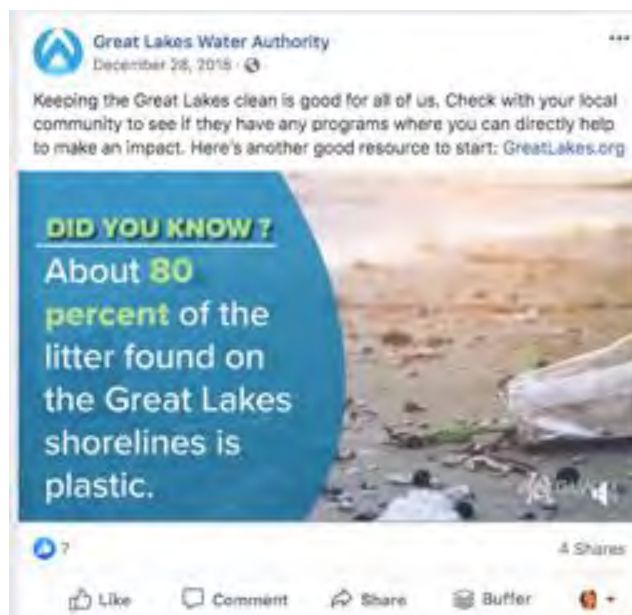 Great Lakes Water Authority
December 28, 2018
Keeping the Great Lakes clean is good for all of us. Check with your local
community to see if they have any programs where you can directly help
to make an impact. Here's another good resource to start: GreatLakes.org
DID YOU KNOW?
About 80
percent of the
litter found on
the Great Lakes
shorelines is
plastic.
4 Shares
Like Comment Share Buffer